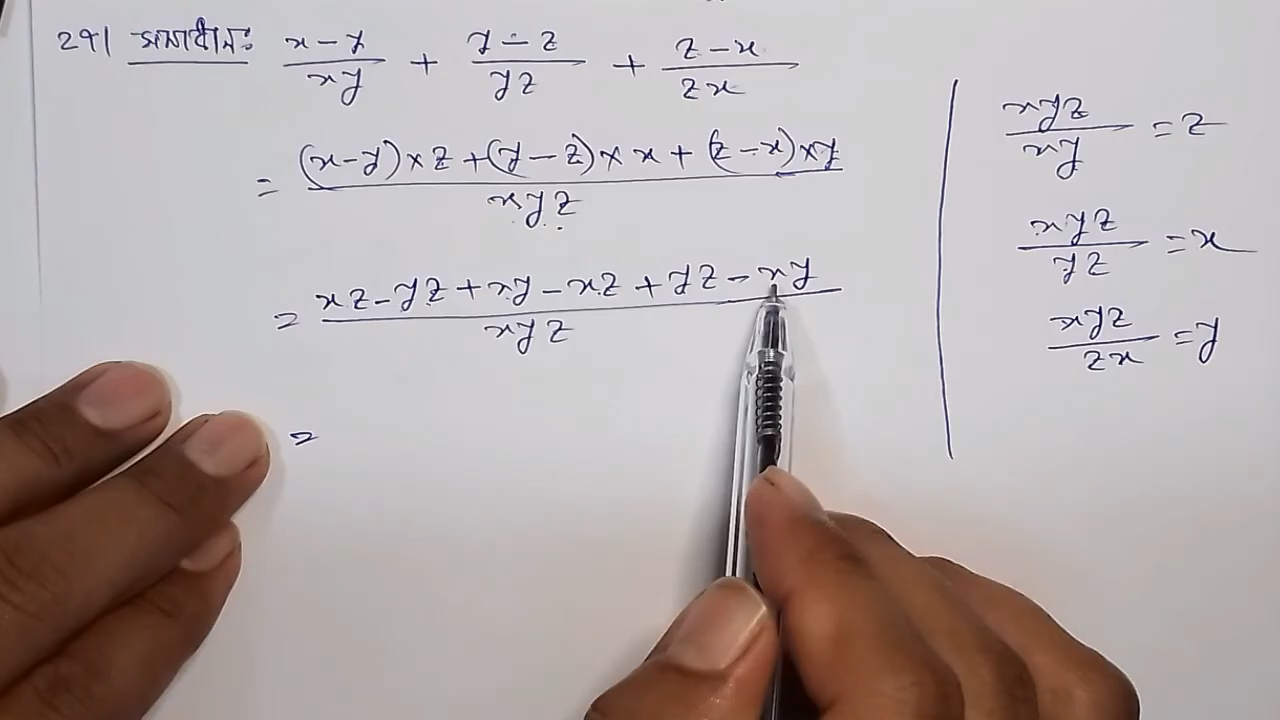 ২৭। সমাধানঃ (x-y)/xy + (y-z)/yz + (z-x)/zx
= ((x-y)×z+(y-z)×x+(z-x)×y)/xyz
= (xz-yz+xy-xz+yz-xy)/xyz
=
xyz/xy = z
xyz/yz = x
xyz/zx = y